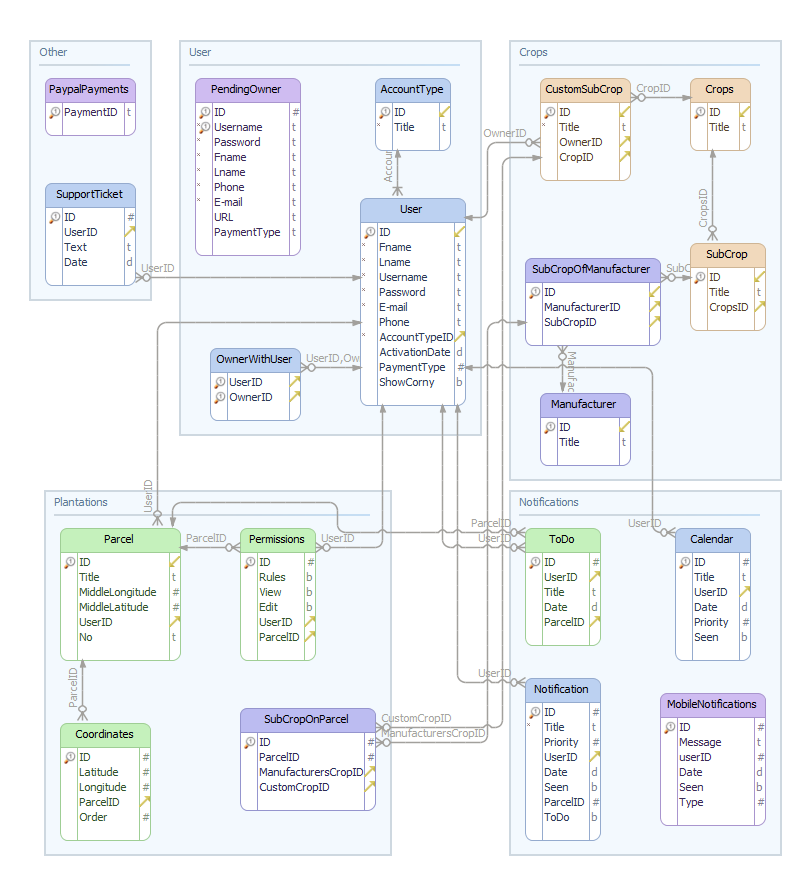 Other
PaypalPayments
PaymentID t
SupportTicket
ID #
UserID
Text t
Date d
UserID
User
PendingOwner
ID #
Username t
Password t
Fname t
Lname t
Phone t
E-mail t
URL t
PaymentType t
AccountType
ID
Title t
Accoun
User
ID
Fname t
Lname t
Username t
Password t
E-mail t
Phone t
AccountTypeID
ActivationDate d
PaymentType #
ShowCorny b
OwnerWithUser
UserID
OwnerID
UserID,Ow
Crops
CustomSubCrop
ID
Title t
OwnerID
CropID
OwnerID
CropID
Crops
ID
Title t
CropsID
SubCrop
ID
Title t
CropsID
SubCropOfManufacturer
ID
ManufacturerID
SubCropID
SubC
Manufac
Manufacturer
ID
Title t
Plantations
UserID
Parcel
ID
Title t
MiddleLongitude #
MiddleLatitude #
UserID
No t
ParcelID
Permissions
ID #
Rules b
View b
Edit b
UserID
ParcelID
UserID
ParcelID
Coordinates
ID #
Latitude #
Longitude #
ParcelID
Order #
SubCropOnParcel
ID #
ParcelID #
ManufacturersCropID
CustomCropID
CustomCropID
ManufacturersCropID
Notifications
ParcelID
UserID
ToDo
ID #
UserID
Title t
Date d
ParcelID
UserID
Calendar
ID #
Title t
UserID
Date d
Priority #
Seen b
UserID
Notification
ID #
Title t
Priority #
UserID
Date d
Seen b
ParcelID #
ToDo b
MobileNotifications
ID #
Message t
userID #
Date d
Seen b
Type #